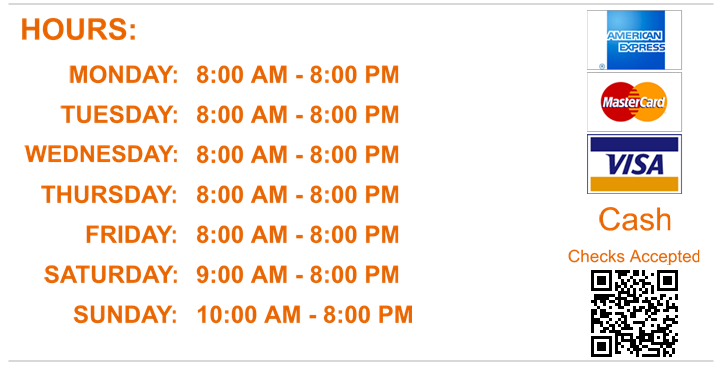 HOURS:
MONDAY: 8:00 AM - 8:00 PM
TUESDAY: 8:00 AM - 8:00 PM
WEDNESDAY: 8:00 AM - 8:00 PM
THURSDAY: 8:00 AM - 8:00 PM
FRIDAY: 8:00 AM - 8:00 PM
SATURDAY: 9:00 AM - 8:00 PM
SUNDAY: 10:00 AM - 8:00 PM
AMERICAN
EXPRESS
®
MasterCard
VISA
Cash
Checks Accepted